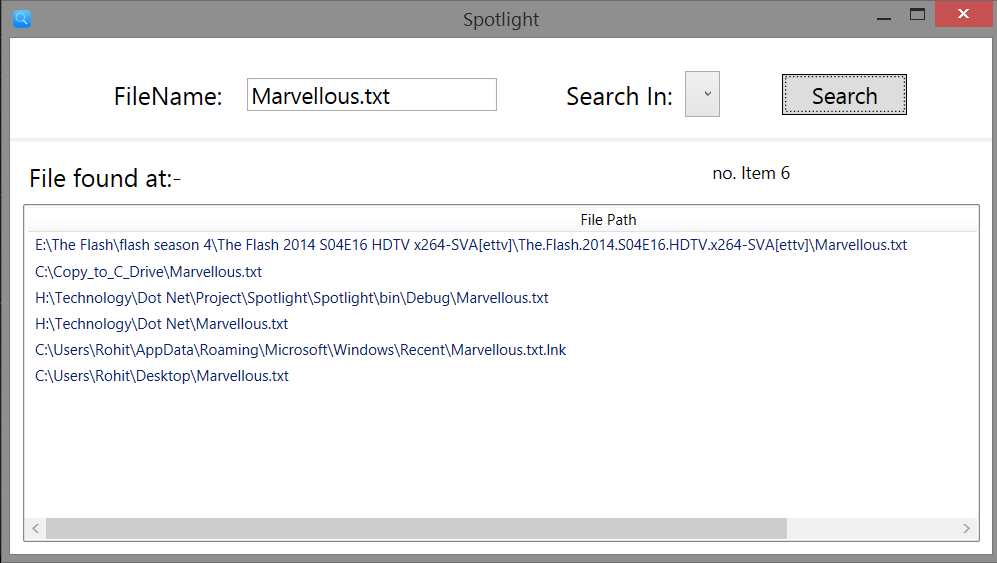 Spotlight
FileName: Marvellous.txt Search In: Search
File found at:- no. Item 6
File Path
E:\The Flash\flash season 4\The Flash 2014 S04E16 HDTV x264-SVA[ettv]\The.Flash.2014.S04E16.HDTV.x264-SVA[ettv]\Marvellous.txt
C:\Copy_to_C_Drive\Marvellous.txt
H:\Technology\Dot Net\Project\Spotlight\Spotlight\bin\Debug\Marvellous.txt
H:\Technology\Dot Net\Marvellous.txt
C:\Users\Rohit\AppData\Roaming\Microsoft\Windows\Recent\Marvellous.txt.lnk
C:\Users\Rohit\Desktop\Marvellous.txt